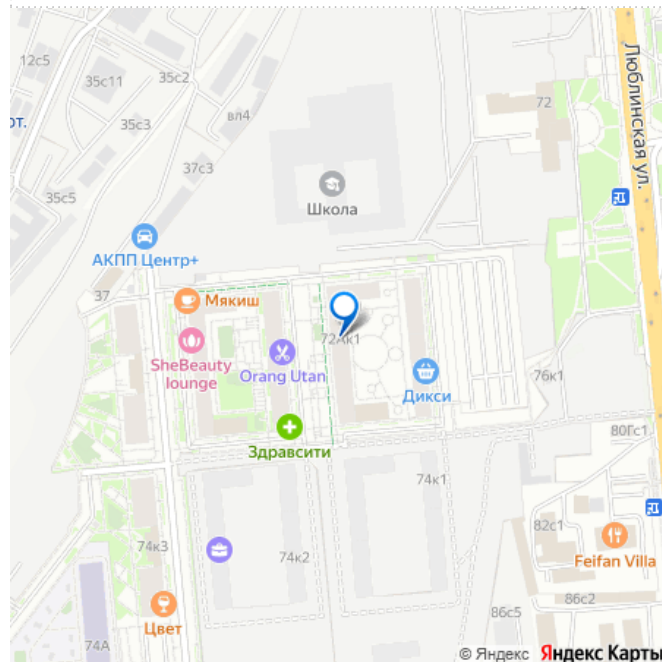 12с5
35с11
35с2
72
Люблинская ул.
вл4
от.
35с3
37с3
35с5
Школа
АКПП Центр+
37
Мякиш
72Ак1
SheBeauty
lounge
Orang Utan
Дикси
76к1
Здравсити
80Гс1
74к1
82с1
74к3
74к2
Feifan Villa
86с2
86с5
Цвет
74А
© Яндекс Яндекс Карты